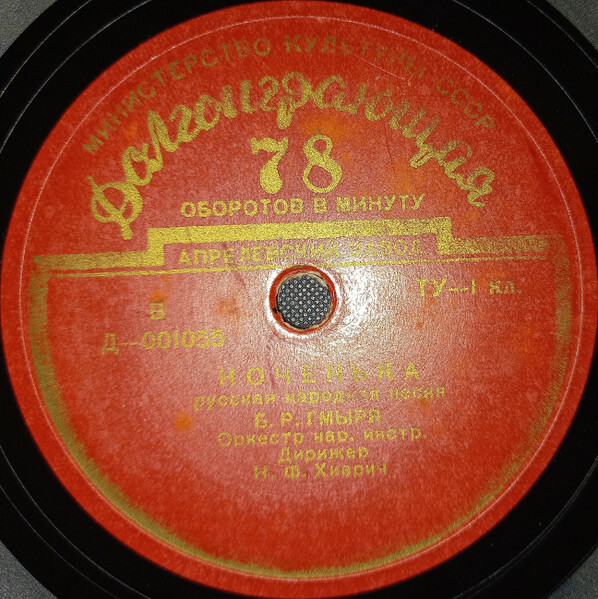 МИНИСТЕРСТВО КУЛЬТУРЫ СССР
Долгоиграющая
78
ОБОРОТОВ В МИНУТУ
АПРЕЛЕВСКИЙ ЗАВОД
ТУ—1 кл.
В
Д—001055
НОЧЕНЬКА
русская народная песня
Б. Р. ГМЫРЯ
Оркестр нар. инстр.
Дирижер
Н. Ф. Хиврич